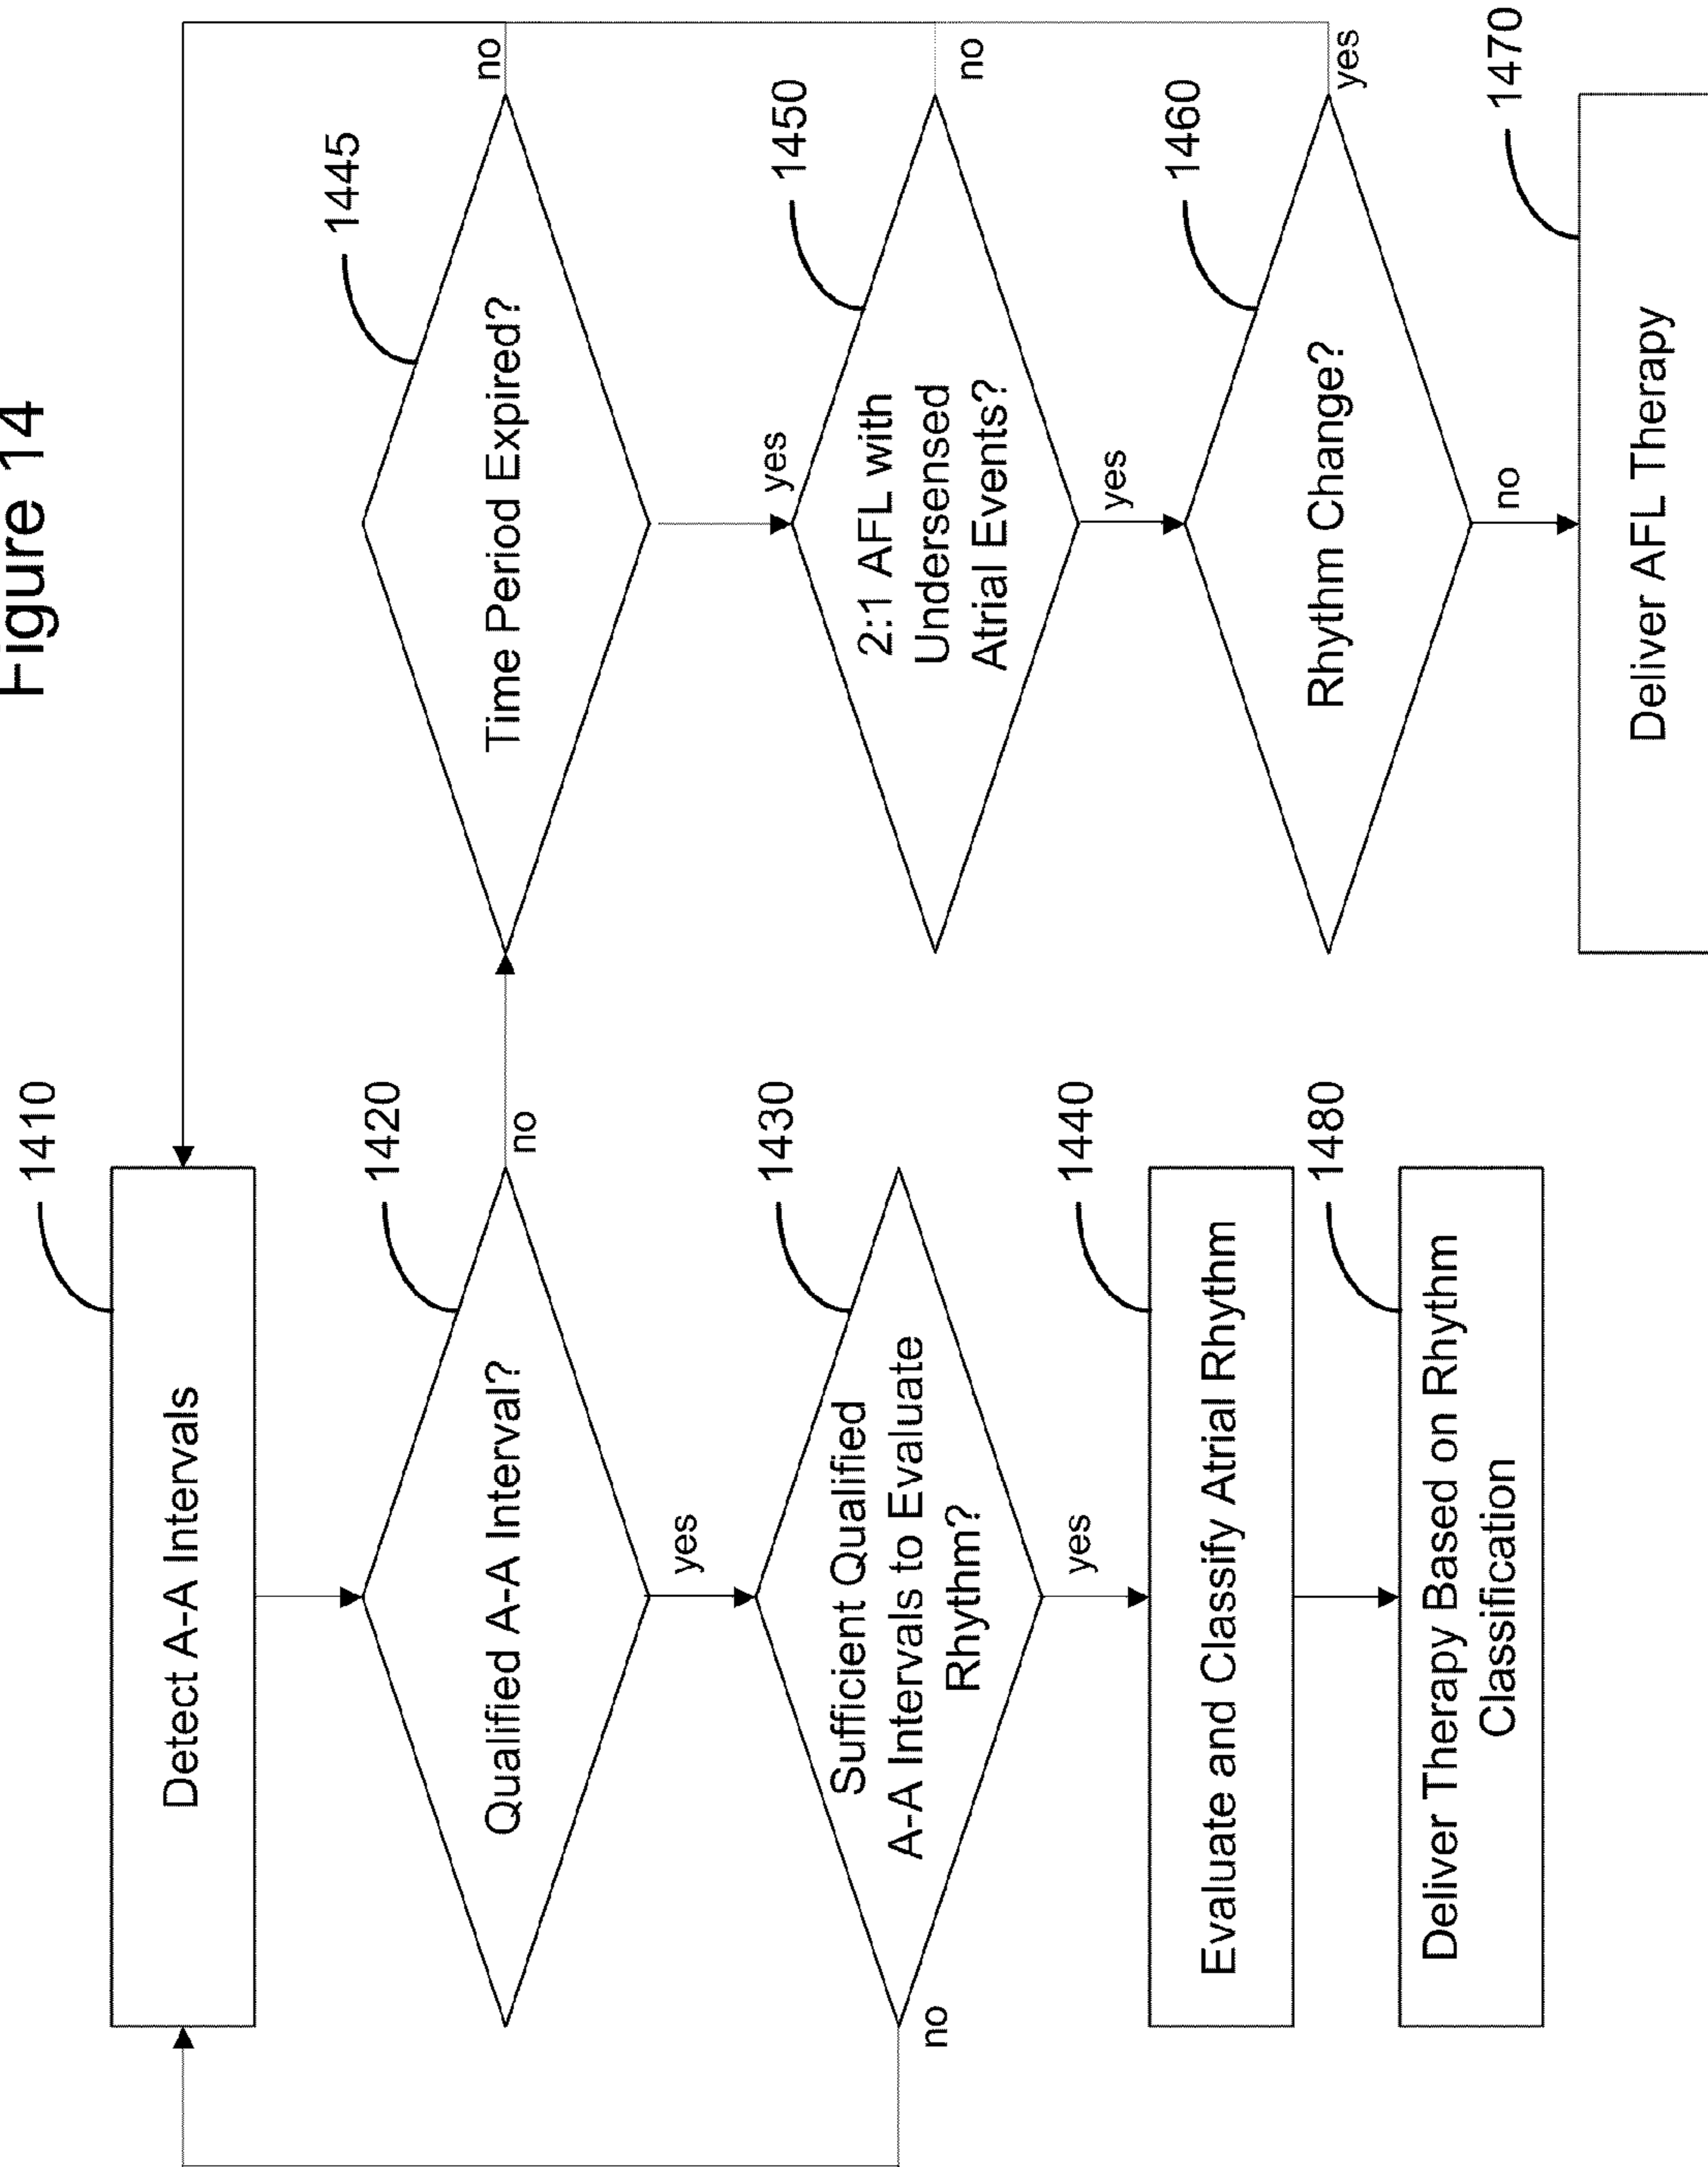 Figure 14
1410
Detect A-A Intervals
1420
Qualified A-A Interval?
no
yes
1430
Sufficient Qualified
A-A Intervals to Evaluate
Rhythm?
no
yes
1440
Evaluate and Classify Atrial Rhythm
1480
Deliver Therapy Based on Rhythm
Classification
1445
Time Period Expired?
no
yes
1450
2:1 AFL with
Undersensed
Atrial Events?
no
yes
1460
Rhythm Change?
yes
no
1470
Deliver AFL Therapy